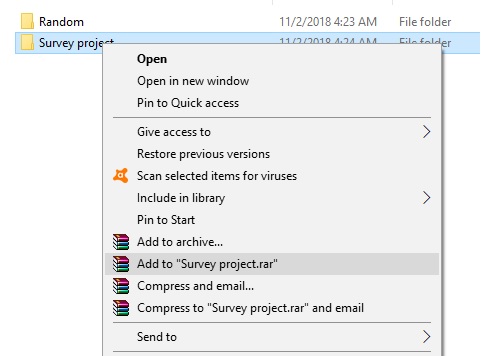 Random 11/2/2018 4:23 AM File folder
Survey project 11/2/2018 4:24 AM File folder
Open
Open in new window
Pin to Quick access
Give access to
Restore previous versions
Scan selected items for viruses
Include in library
Pin to Start
Add to archive...
Add to "Survey project.rar"
Compress and email...
Compress to "Survey project.rar" and email
Send to